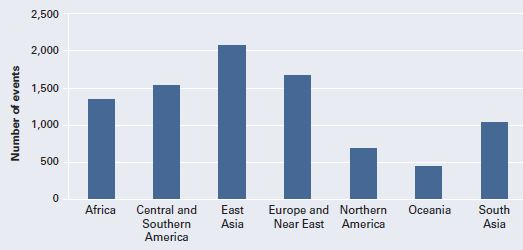 2,500
2,000
1,500
1,000
500
0
Number of events
Africa
Central and
Southern
America
East
Asia
Europe and
Near East
Northern
America
Oceania
South
Asia